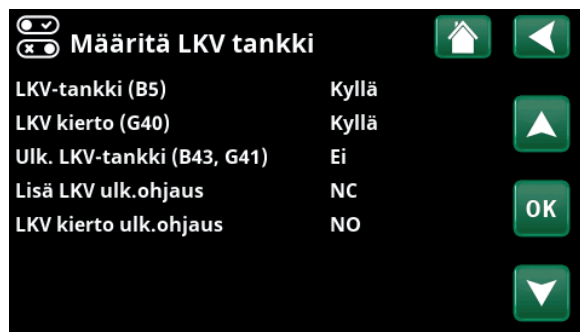 Määritä LKV tankki
LKV-tankki (B5) Kyllä
LKV kierto (G40) Kyllä
Ulk. LKV-tankki (B43, G41) Ei
Lisä LKV ulk.ohjaus NC
OK
LKV kierto ulk.ohjaus NO